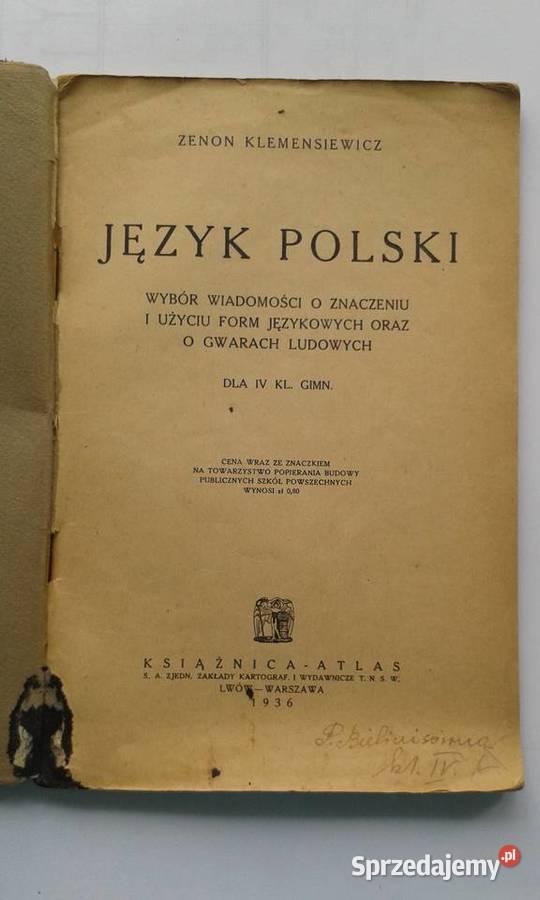 ZENON KLEMENSIEWICZ
JĘZYK POLSKI
WYBÓR WIADOMOŚCI O ZNACZENIU
I UŻYCIU FORM JĘZYKOWYCH ORAZ
O GWARACH LUDOWYCH
DLA IV KL. GIMN.
CENA WRAZ ZE ZNACZKIEM
NA TOWARZYSTWO POPIERANIA BUDOWY
PUBLICZNYCH SZKÓŁ POWSZECHNYCH
WYNOSI zł 0,80
KSIĄŻNICA-ATLAS
S. A. ZJEDN. ZAKŁADY KARTOGRAF. I WYDAWNICZE T. N. S. W.
LWÓW—WARSZAWA
1936
kl. IV.
Sprzedajemy.pl